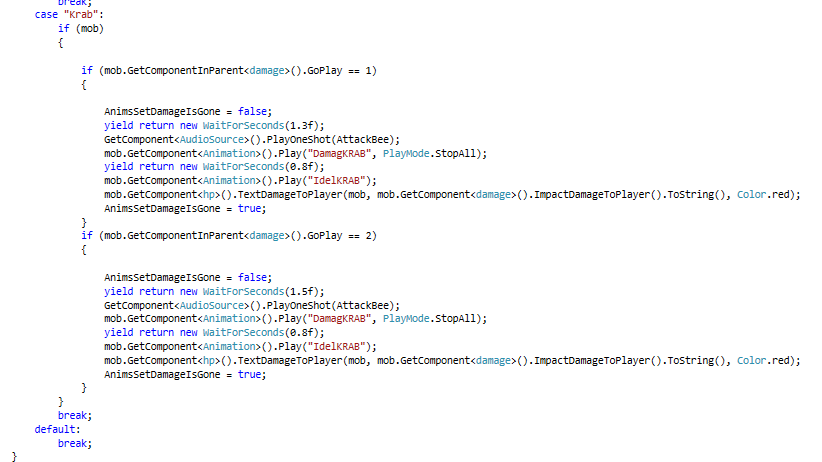 break;
case "Krab":
if (mob)
{
if (mob.GetComponentInParent<damage>().GoPlay == 1)
{
AnimsSetDamageIsGone = false;
yield return new WaitForSeconds(1.3f);
GetComponent<AudioSource>().PlayOneShot(AttackBee);
mob.GetComponent<Animation>().Play("DamagKRAB", PlayMode.StopAll);
yield return new WaitForSeconds(0.8f);
mob.GetComponent<Animation>().Play("IdelKRAB");
mob.GetComponent<hp>().TextDamageToPlayer(mob, mob.GetComponent<damage>().ImpactDamageToPlayer().ToString(), Color.red);
AnimsSetDamageIsGone = true;
}
if (mob.GetComponentInParent<damage>().GoPlay == 2)
{
AnimsSetDamageIsGone = false;
yield return new WaitForSeconds(1.5f);
GetComponent<AudioSource>().PlayOneShot(AttackBee);
mob.GetComponent<Animation>().Play("DamagKRAB", PlayMode.StopAll);
yield return new WaitForSeconds(0.8f);
mob.GetComponent<Animation>().Play("IdelKRAB");
mob.GetComponent<hp>().TextDamageToPlayer(mob, mob.GetComponent<damage>().ImpactDamageToPlayer().ToString(), Color.red);
AnimsSetDamageIsGone = true;
}
}
break;
default:
break;
}